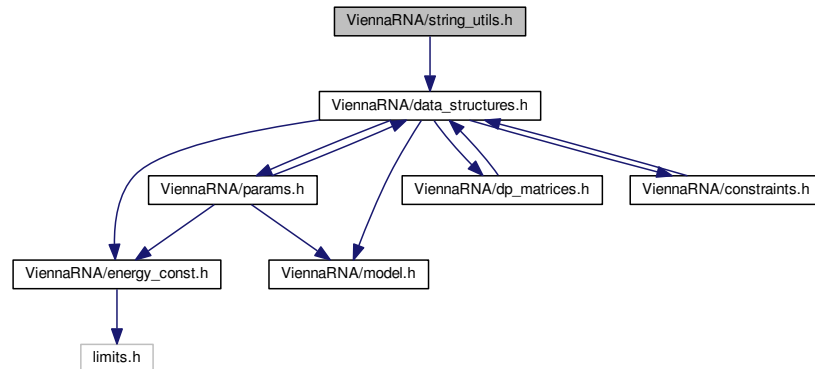 ViennaRNA/string_utils.h
ViennaRNA/data_structures.h
ViennaRNA/params.h
ViennaRNA/dp_matrices.h
ViennaRNA/constraints.h
ViennaRNA/energy_const.h
ViennaRNA/model.h
limits.h